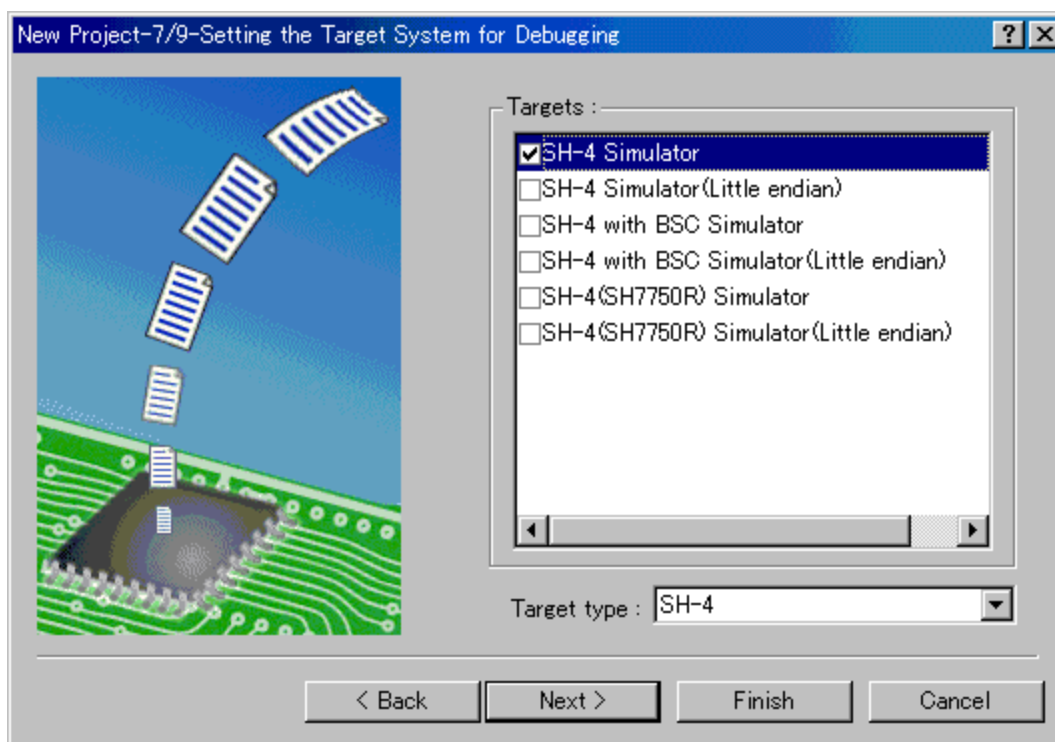 New Project-7/9-Setting the Target System for Debugging
Targets :
SH-4 Simulator
SH-4 Simulator(Little endian)
SH-4 with BSC Simulator
SH-4 with BSC Simulator(Little endian)
SH-4(SH7750R) Simulator
SH-4(SH7750R) Simulator(Little endian)
Target type : SH-4
< Back Next > Finish Cancel